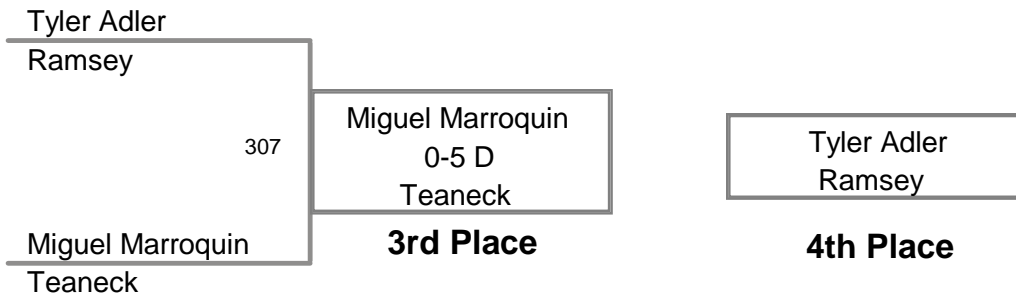 Tyler Adler
Ramsey
307
Miguel Marroquin
0-5 D
Teaneck
3rd Place
Miguel Marroquin
Teaneck
Tyler Adler
Ramsey
4th Place